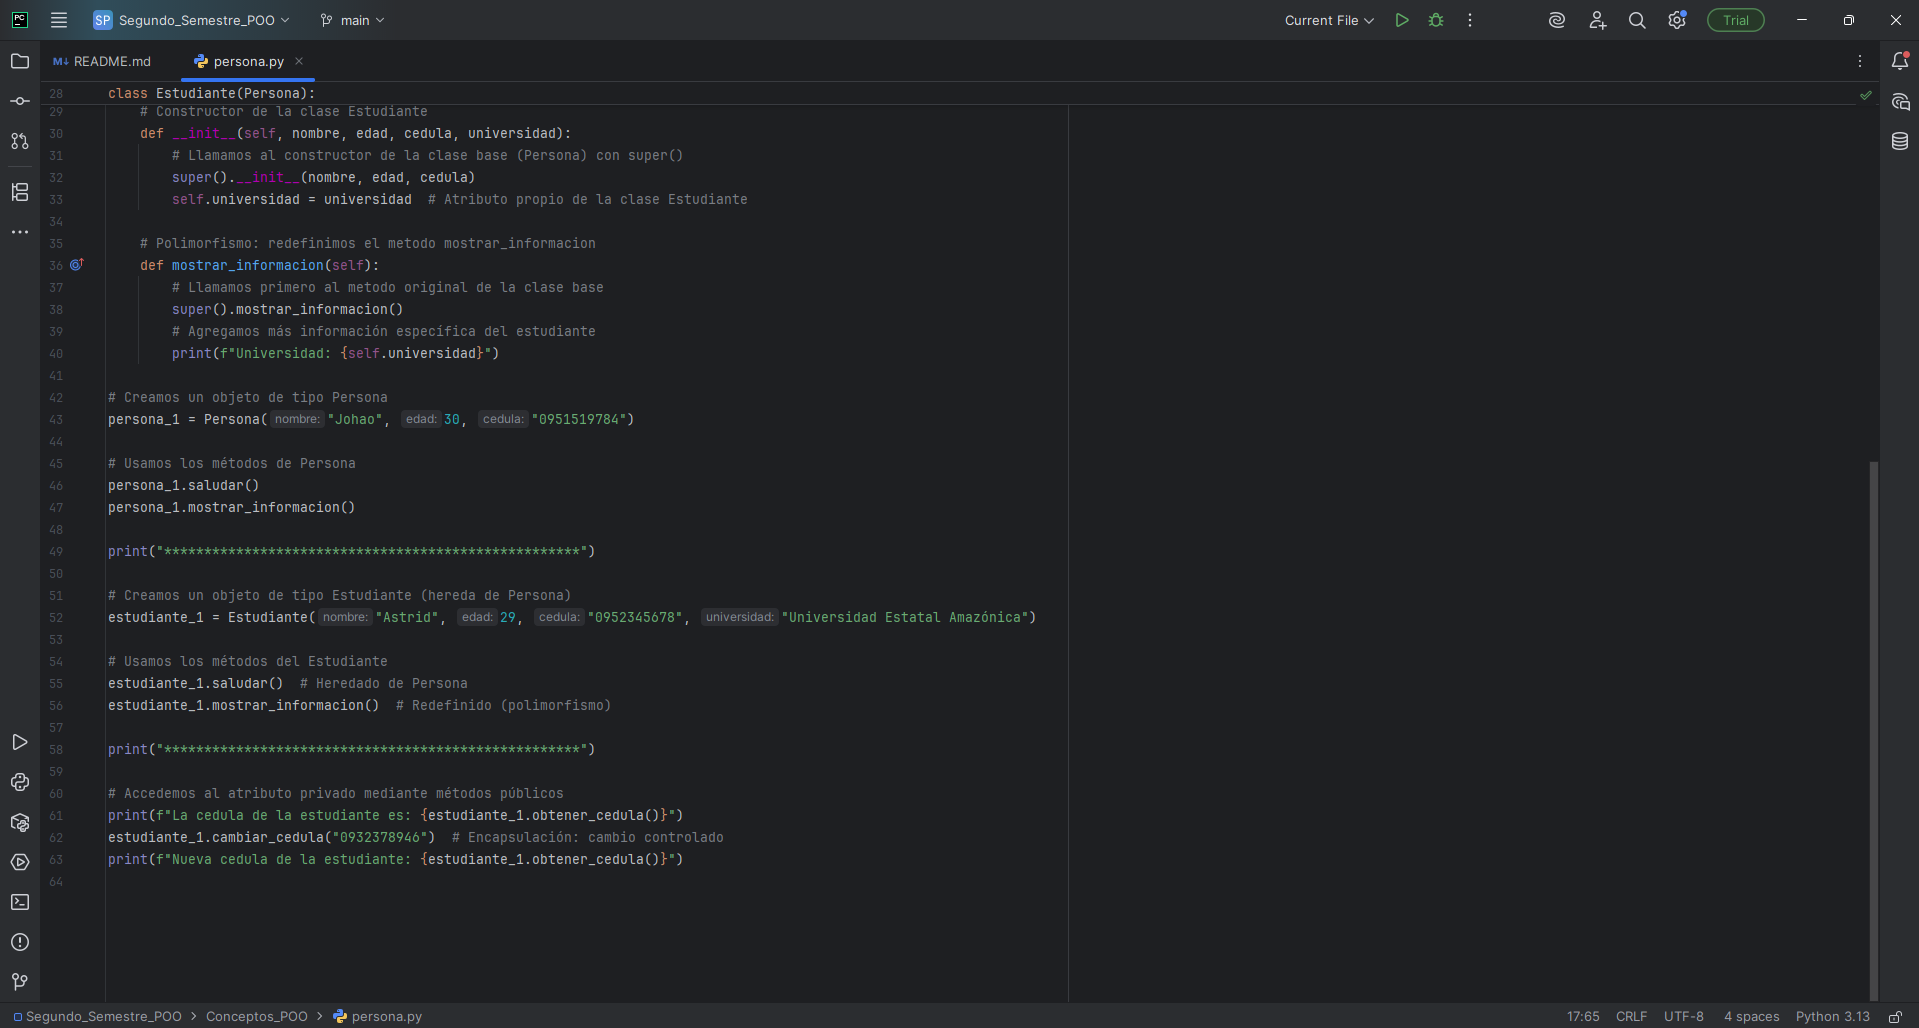 PC SP Segundo_Semestre_POO main Current File Trial
README.md persona.py
28 class Estudiante(Persona):
29 # Constructor de la clase Estudiante
30 def __init__(self, nombre, edad, cedula, universidad):
31 # Llamamos al constructor de la clase base (Persona) con super()
32 super().__init__(nombre, edad, cedula)
33 self.universidad = universidad # Atributo propio de la clase Estudiante
34
35 # Polimorfismo: redefinimos el metodo mostrar_informacion
36 def mostrar_informacion(self):
37 # Llamamos primero al metodo original de la clase base
38 super().mostrar_informacion()
39 # Agregamos más información especifica del estudiante
40 print(f"Universidad: {self.universidad}")
41
42 # Creamos un objeto de tipo Persona
43 persona_1 = Persona( nombre: "Johao", edad: 30, cedula: "0951519784")
44
45 # Usamos los métodos de Persona
46 persona_1.saludar()
47 persona_1.mostrar_informacion()
48
49 print("****************************************************")
50
51 # Creamos un objeto de tipo Estudiante (hereda de Persona)
52 estudiante_1 = Estudiante( nombre: "Astrid", edad: 29, cedula: "0952345678", universidad: "Universidad Estatal Amazónica")
53
54 # Usamos los métodos del Estudiante
55 estudiante_1.saludar() # Heredado de Persona
56 estudiante_1.mostrar_informacion() # Redefinido (polimorfismo)
57
58 print("****************************************************")
59
60 # Accedemos al atributo privado mediante métodos públicos
61 print(f"La cedula de la estudiante es: {estudiante_1.obtener_cedula()}")
62 estudiante_1.cambiar_cedula("0932378946") # Encapsulación: cambio controlado
63 print(f"Nueva cedula de la estudiante: {estudiante_1.obtener_cedula()}")
64
Segundo_Semestre_POO > Conceptos_POO > persona.py 17:65 CRLF UTF-8 4 spaces Python 3.13